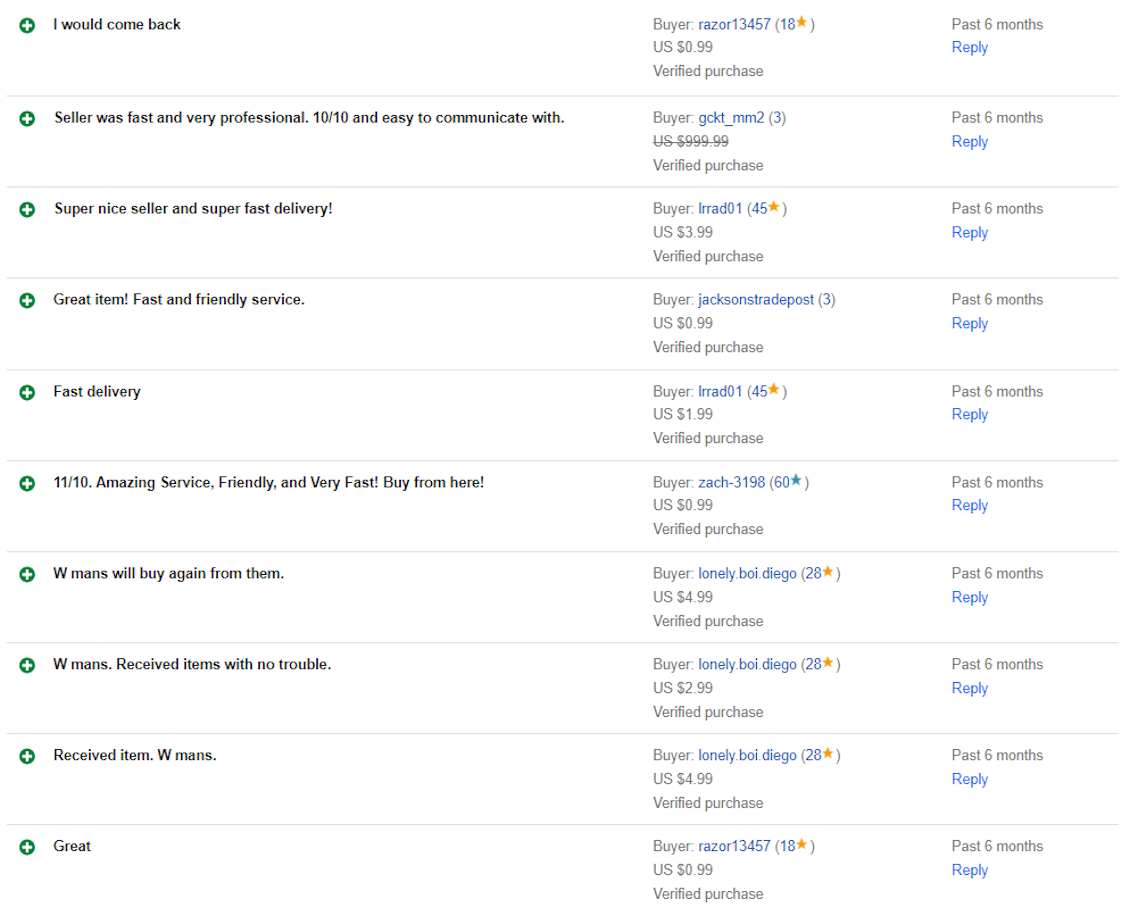 I would come back
Buyer: razor13457 (18★)
Past 6 months
US $0.99
Reply
Verified purchase
Seller was fast and very professional. 10/10 and easy to communicate with.
Buyer: gckt_mm2 (3)
Past 6 months
US $999.99
Reply
Verified purchase
Super nice seller and super fast delivery!
Buyer: lrrad01 (45★)
Past 6 months
US $3.99
Reply
Verified purchase
Great item! Fast and friendly service.
Buyer: jacksonstradepost (3)
Past 6 months
US $0.99
Reply
Verified purchase
Fast delivery
Buyer: lrrad01 (45★)
Past 6 months
US $1.99
Reply
Verified purchase
11/10. Amazing Service, Friendly, and Very Fast! Buy from here!
Buyer: zach-3198 (60★)
Past 6 months
US $0.99
Reply
Verified purchase
W mans will buy again from them.
Buyer: lonely.boi.diego (28★)
Past 6 months
US $4.99
Reply
Verified purchase
W mans. Received items with no trouble.
Buyer: lonely.boi.diego (28★)
Past 6 months
US $2.99
Reply
Verified purchase
Received item. W mans.
Buyer: lonely.boi.diego (28★)
Past 6 months
US $4.99
Reply
Verified purchase
Great
Buyer: razor13457 (18★)
Past 6 months
US $0.99
Reply
Verified purchase